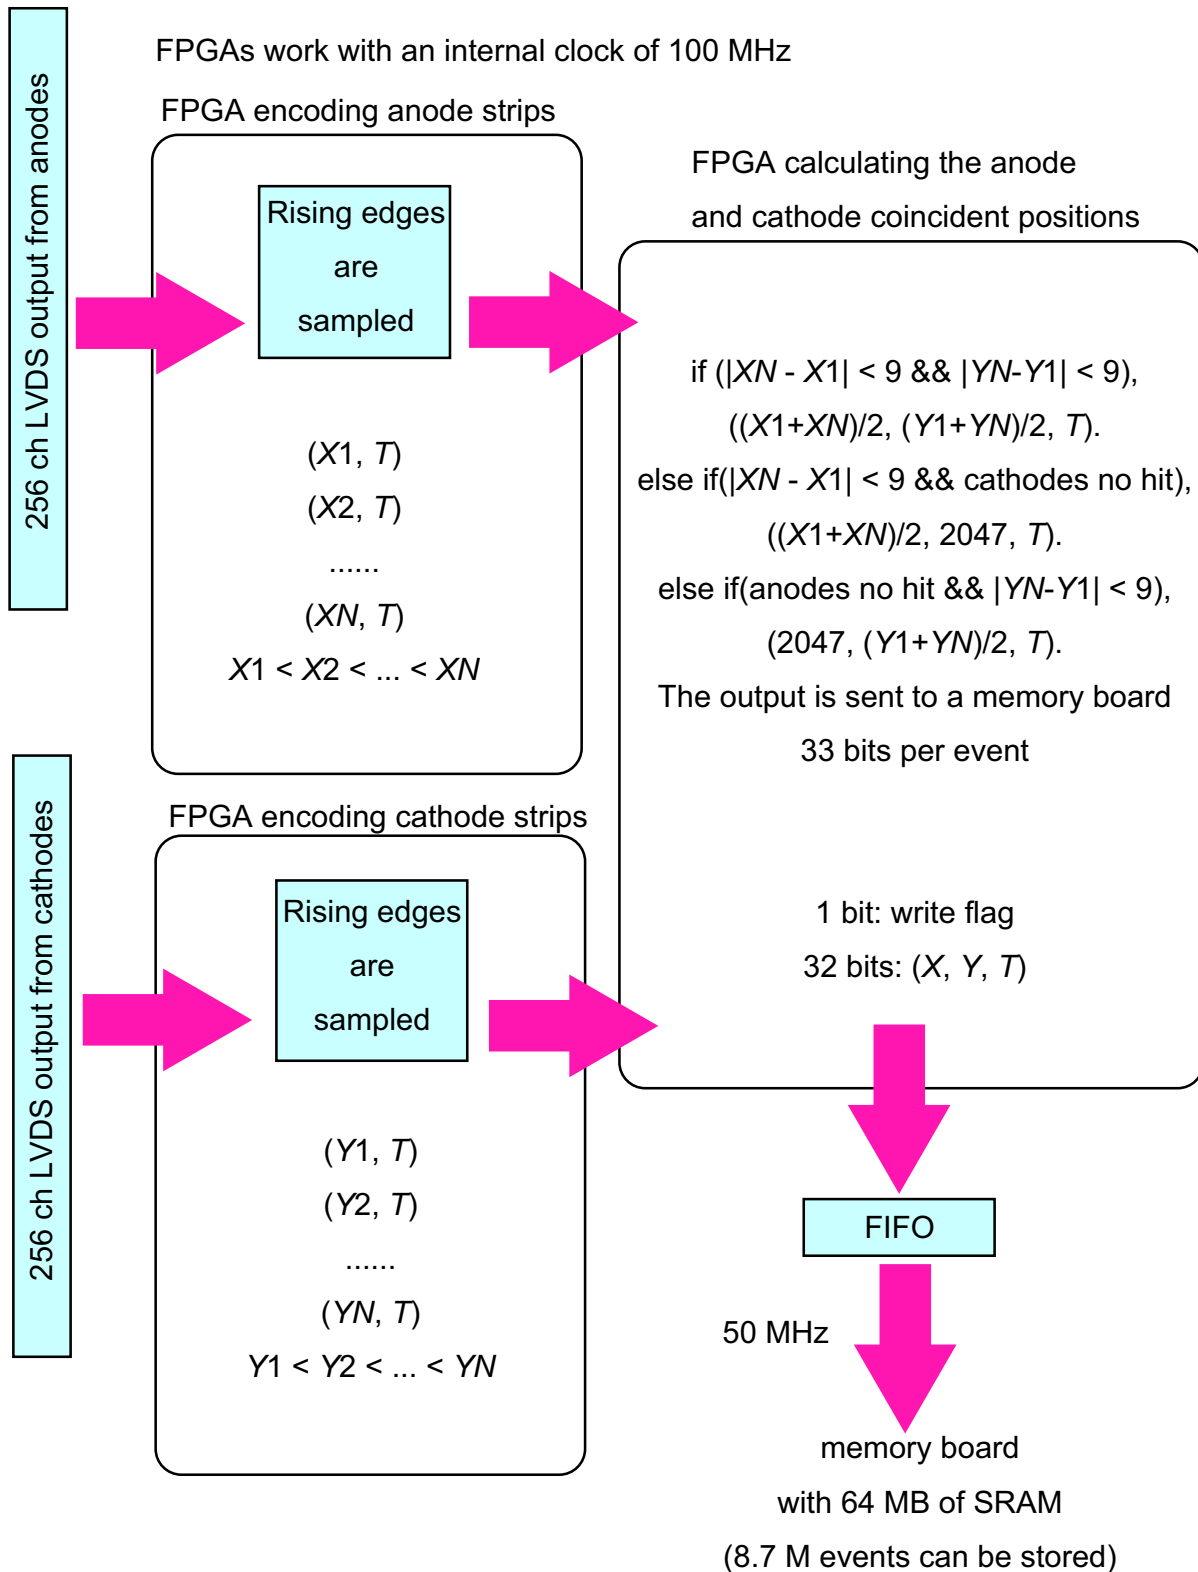 FPGAs work with an internal clock of 100 MHz
256 ch LVDS output from anodes
FPGA encoding anode strips
Rising edges
are
sampled
(X1, T)
(X2, T)
......
(XN, T)
X1 < X2 < ... < XN
256 ch LVDS output from cathodes
FPGA encoding cathode strips
Rising edges
are
sampled
(Y1, T)
(Y2, T)
......
(YN, T)
Y1 < Y2 < ... < YN
FPGA calculating the anode
and cathode coincident positions
if (|XN - X1| < 9 && |YN-Y1| < 9),
((X1+XN)/2, (Y1+YN)/2, T).
else if(|XN - X1| < 9 && cathodes no hit),
((X1+XN)/2, 2047, T).
else if(anodes no hit && |YN-Y1| < 9),
(2047, (Y1+YN)/2, T).
The output is sent to a memory board
33 bits per event
1 bit: write flag
32 bits: (X, Y, T)
FIFO
50 MHz
memory board
with 64 MB of SRAM
(8.7 M events can be stored)